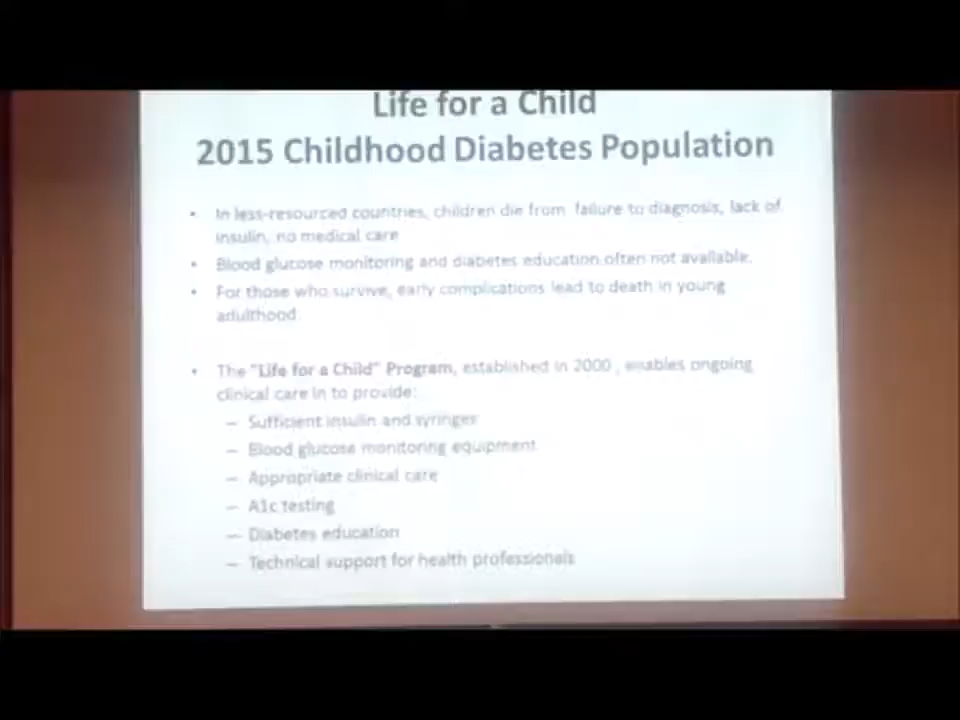 Life for a Child
2015 Childhood Diabetes Population
• In less-resourced countries, children die from failure to diagnosis, lack of
insulin, no medical care
• Blood glucose monitoring and diabetes education often not available.
• For those who survive, early complications lead to death in young
adulthood
• The "Life for a Child" Program, established in 2000 , enables ongoing
clinical care in to provide:
– Sufficient insulin and syringes
– Blood glucose monitoring equipment
– Appropriate clinical care
– A1c testing
– Diabetes education
– Technical support for health professionals